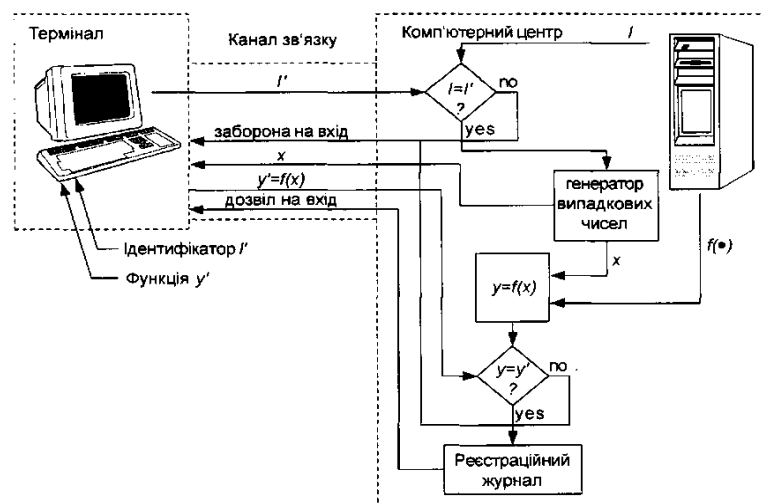 Термінал
Канал зв'язку
Комп'ютерний центр
I
I'
I=I'
?
no
yes
заборона на вхід
x
y'=f(x)
дозвіл на вхід
генератор
випадкових
чисел
Ідентифікатор I'
Функція y'
x
f(•)
y=f(x)
y=y'
?
no
yes
Реєстраційний
журнал